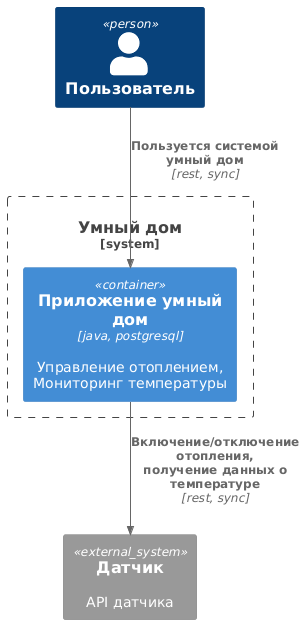 «person»
Пользователь
Пользуется системой
умный дом
[rest, sync]
Умный дом
[system]
«container»
Приложение умный
дом
[java, postgresql]
Управление отоплением,
Мониторинг температуры
Включение/отключение
отопления,
получение данных о
температуре
[rest, sync]
«external_system»
Датчик
API датчика